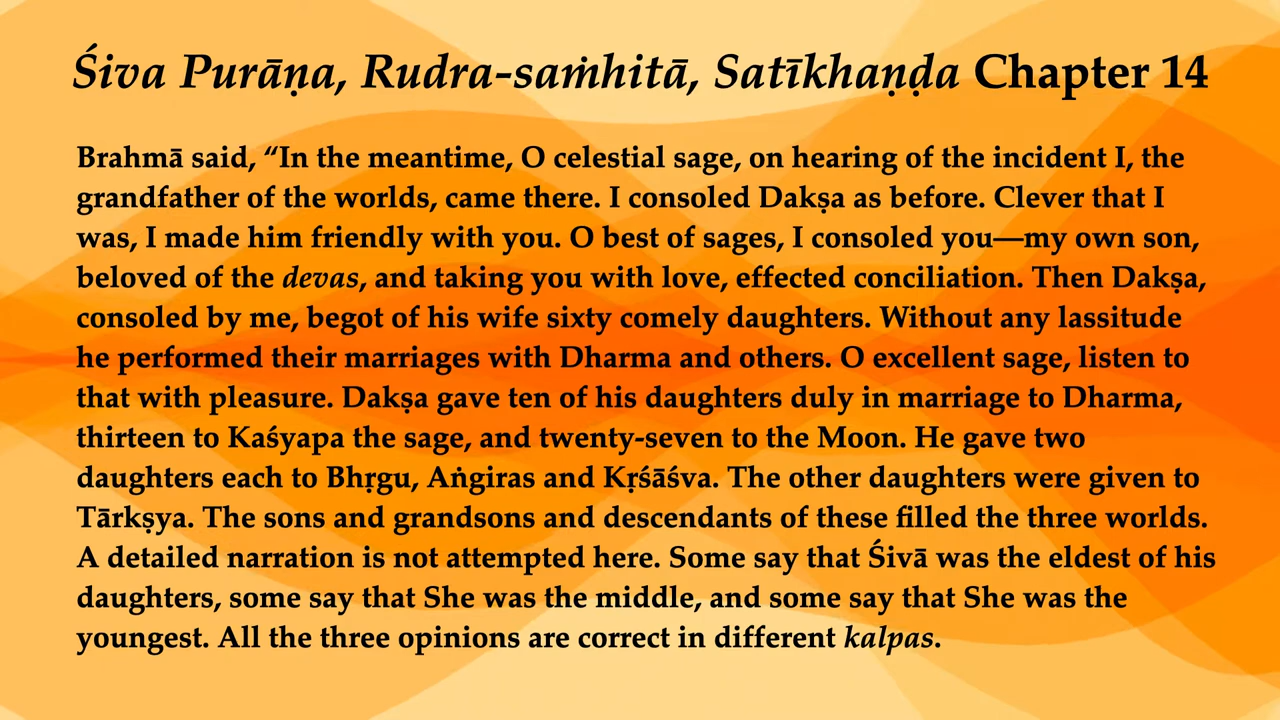 Śiva Purāṇa, Rudra-saṁhitā, Satīkhaṇḍa Chapter 14
Brahmā said, “In the meantime, O celestial sage, on hearing of the incident I, the
grandfather of the worlds, came there. I consoled Dakṣa as before. Clever that I
was, I made him friendly with you. O best of sages, I consoled you—my own son,
beloved of the devas, and taking you with love, effected conciliation. Then Dakṣa,
consoled by me, begot of his wife sixty comely daughters. Without any lassitude
he performed their marriages with Dharma and others. O excellent sage, listen to
that with pleasure. Dakṣa gave ten of his daughters duly in marriage to Dharma,
thirteen to Kaśyapa the sage, and twenty-seven to the Moon. He gave two
daughters each to Bhṛgu, Aṅgiras and Kṛśāśva. The other daughters were given to
Tārkṣya. The sons and grandsons and descendants of these filled the three worlds.
A detailed narration is not attempted here. Some say that Śivā was the eldest of his
daughters, some say that She was the middle, and some say that She was the
youngest. All the three opinions are correct in different kalpas.